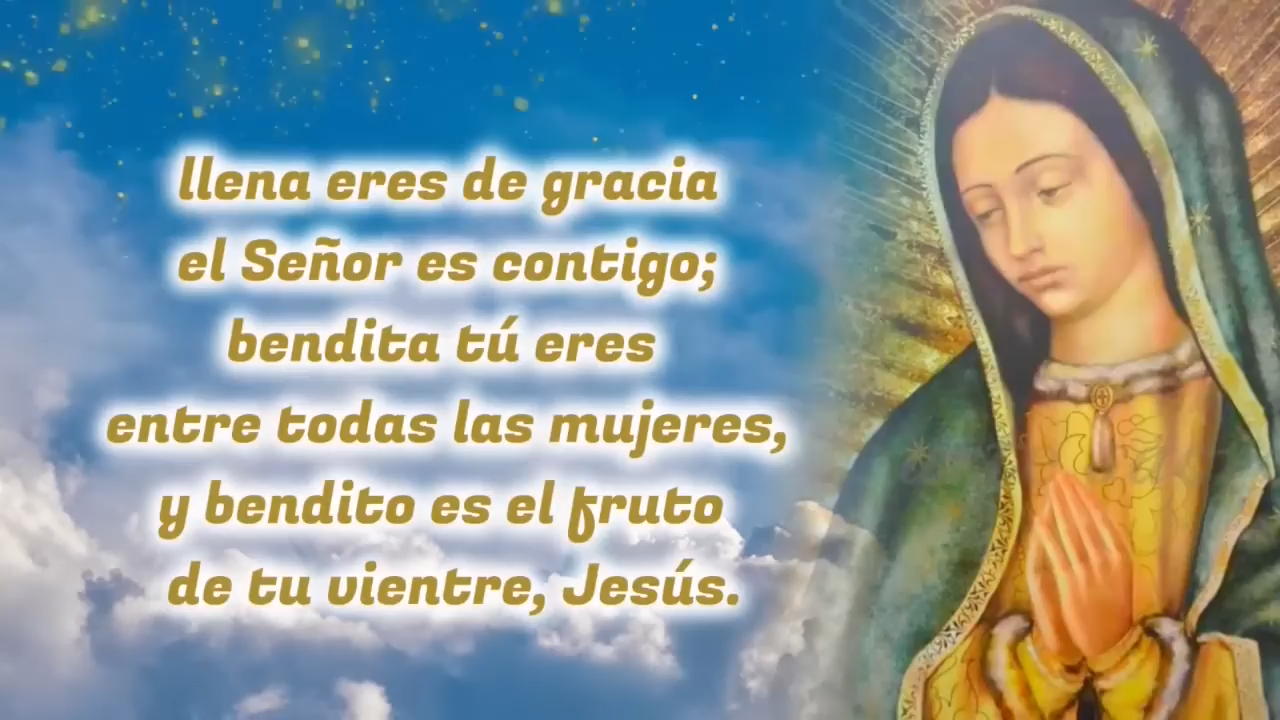 llena eres de gracia
el Señor es contigo;
bendita tú eres
entre todas las mujeres,
y bendito es el fruto
de tu vientre, Jesús.